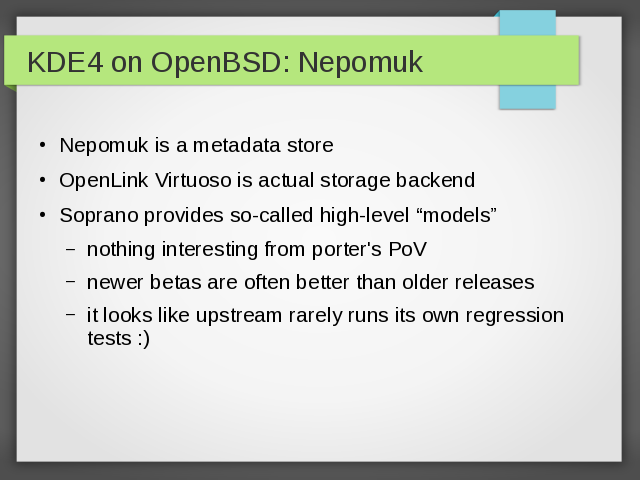 KDE4 on OpenBSD: Nepomuk
● Nepomuk is a metadata store
● OpenLink Virtuoso is actual storage backend
● Soprano provides so-called high-level “models”
– nothing interesting from porter's PoV
– newer betas are often better than older releases
– it looks like upstream rarely runs its own regression
tests :)